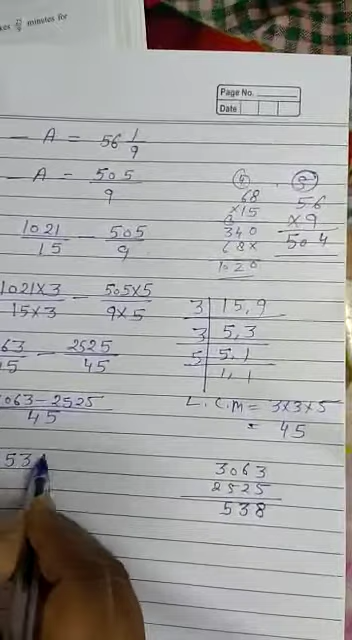 minutes for
Page No.
Date
— A = 56 1/9
— A = 505/9
1021/15 — 505/9
1021×3/15×3 — 505×5/9×5
63/45 — 2525/45
3063 — 2525/45
53
4
68
×15
340
68×
1020
5
56
×9
504
3 | 15, 9
3 | 5, 3
5 | 5, 1
1, 1
L.C.M = 3×3×5
= 45
3063
2525
538